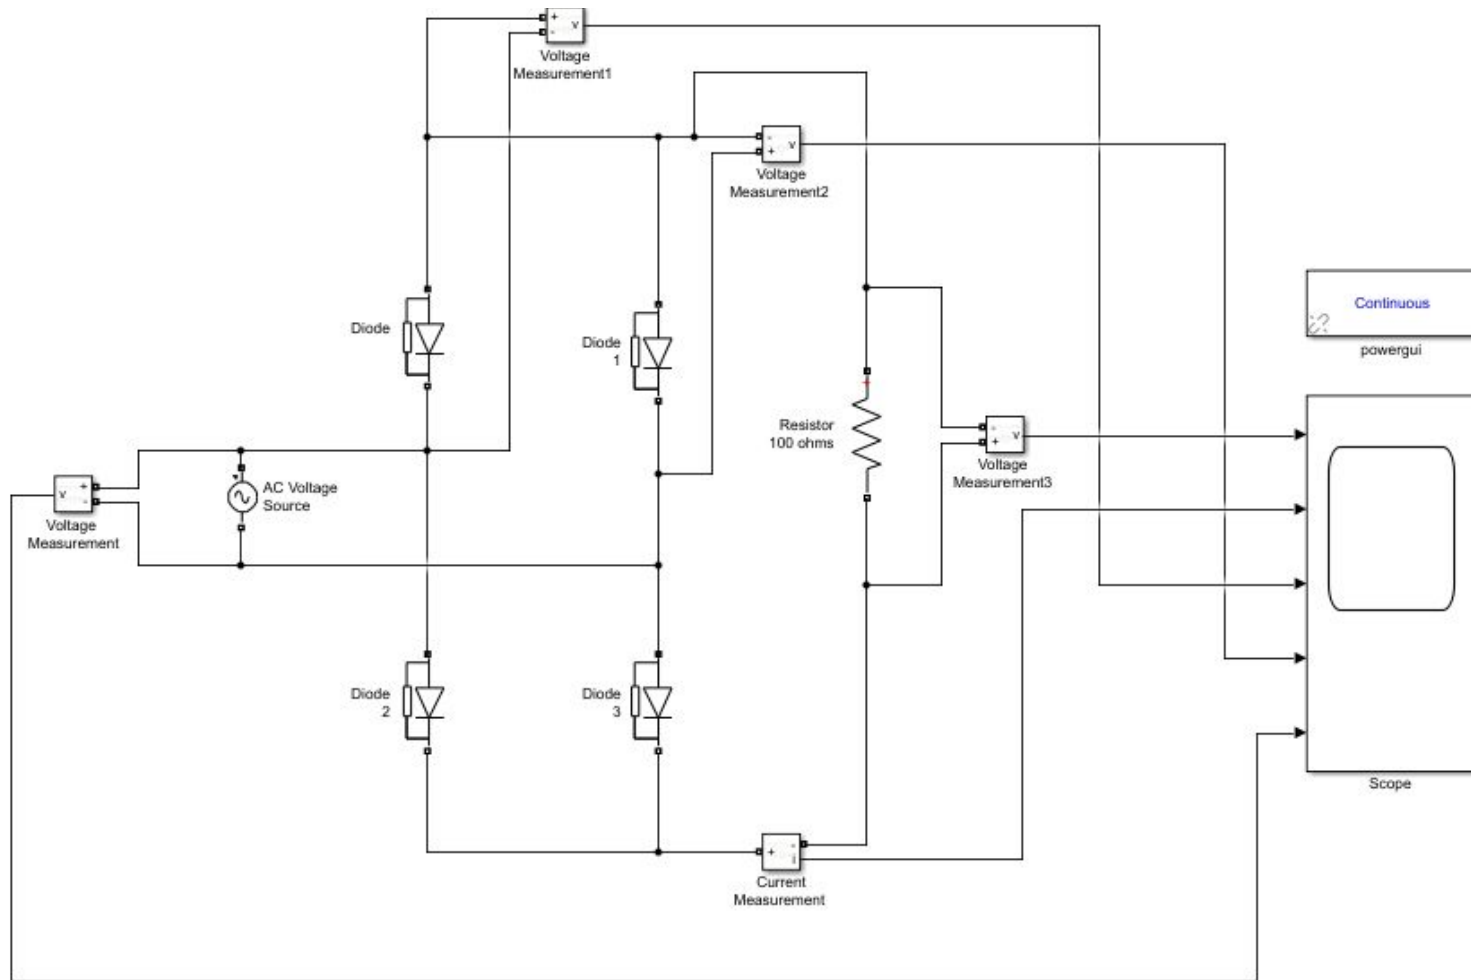 +
-
v
Voltage
Measurement1
-
+
v
Voltage
Measurement2
Continuous
powergui
Diode
Diode
1
Resistor
100 ohms
+
-
+
v
Voltage
Measurement3
v
+
-
Voltage
Measurement
AC Voltage
Source
Diode
2
Diode
3
Scope
+
-
i
Current
Measurement